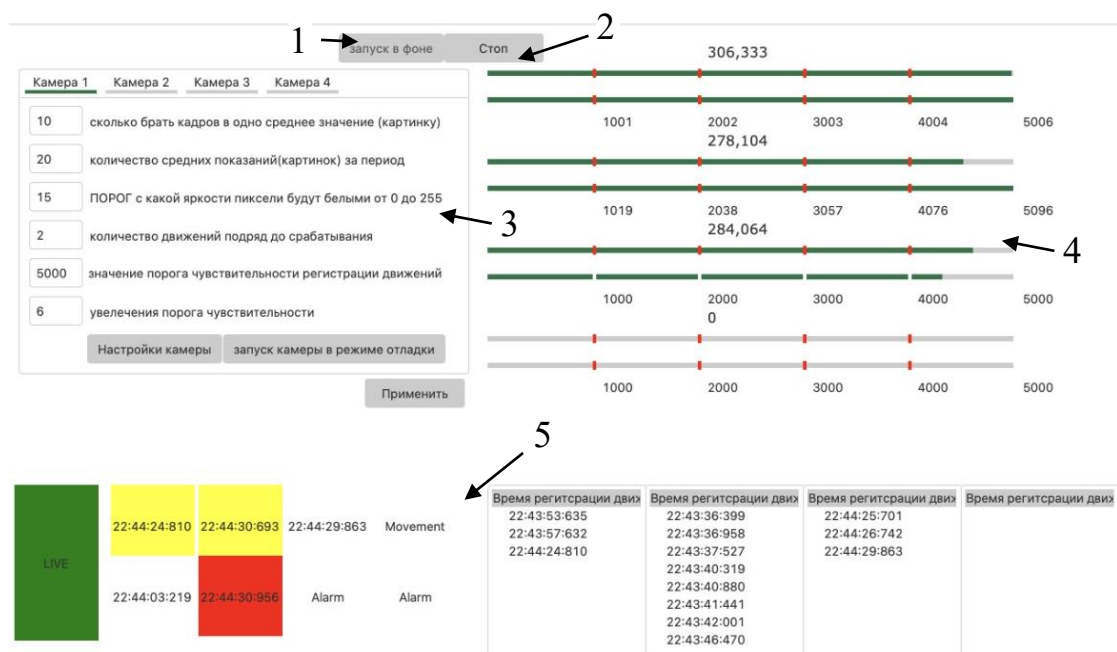 1 2
запуск в фоне Стоп
306,333
Камера 1 Камера 2 Камера 3 Камера 4
10 сколько брать кадров в одно среднее значение (картинку)
20 количество средних показаний(картинок) за период
15 ПОРОГ с какой яркости пиксели будут белыми от 0 до 255
3
2 количество движений подряд до срабатывания
5000 значение порога чувствительности регистрации движений
6 увелечения порога чувствительности
Настройки камеры запуск камеры в режиме отладки
Применить
1001 2002 3003 4004 5006
278,104
1019 2038 3057 4076 5096
284,064
4
1000 2000 3000 4000 5000
0
1000 2000 3000 4000 5000
5
LIVE
22:44:24:810 22:44:30:693 22:44:29:863 Movement
22:44:03:219 22:44:30:956 Alarm Alarm
Время регитсрации движ Время регитсрации движ Время регитсрации движ Время регитсрации движ
22:43:53:635 22:43:36:399 22:44:25:701
22:43:57:632 22:43:36:958 22:44:26:742
22:44:24:810 22:43:37:527 22:44:29:863
22:43:40:319
22:43:40:880
22:43:41:441
22:43:42:001
22:43:46:470